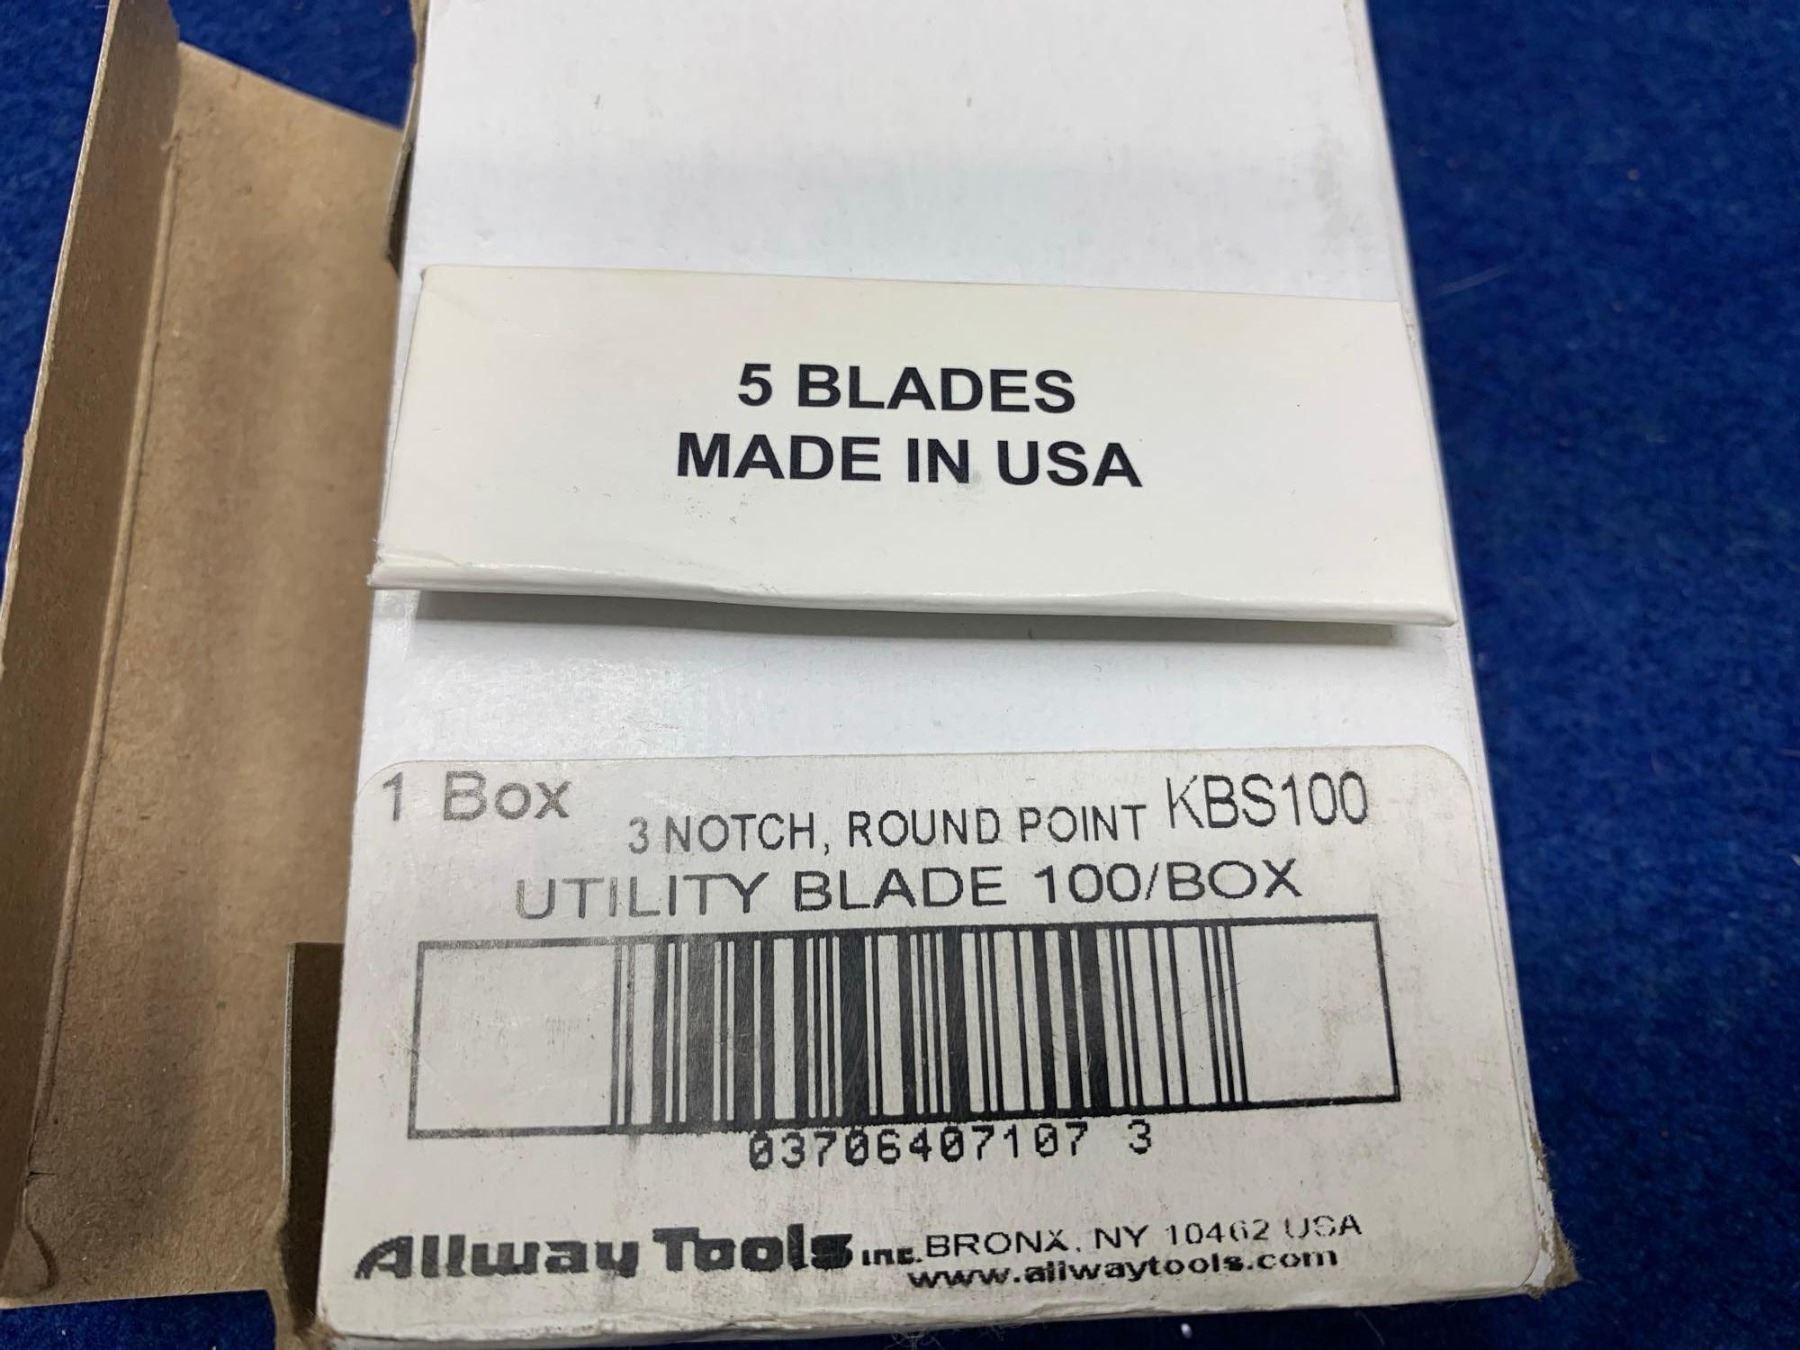 5 BLADES
MADE IN USA
1 Box 3 NOTCH, ROUND POINT KBS100
UTILITY BLADE 100/BOX
03706407107 3
Allway Tools INC. BRONX, NY 10462 USA
www.allwaytools.com